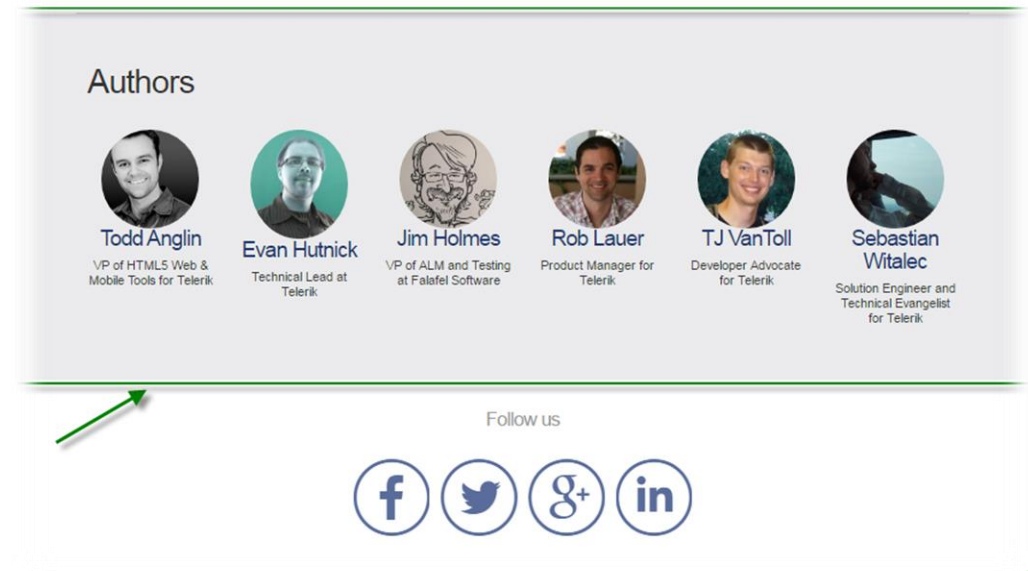 Authors
Todd Anglin
VP of HTML5 Web &
Mobile Tools for Telerik
Evan Hutnick
Technical Lead at
Telerik
Jim Holmes
VP of ALM and Testing
at Falafel Software
Rob Lauer
Product Manager for
Telerik
TJ VanToll
Developer Advocate
for Telerik
Sebastian
Witalec
Solution Engineer and
Technical Evangelist
for Telerik
Follow us
f
g+
in